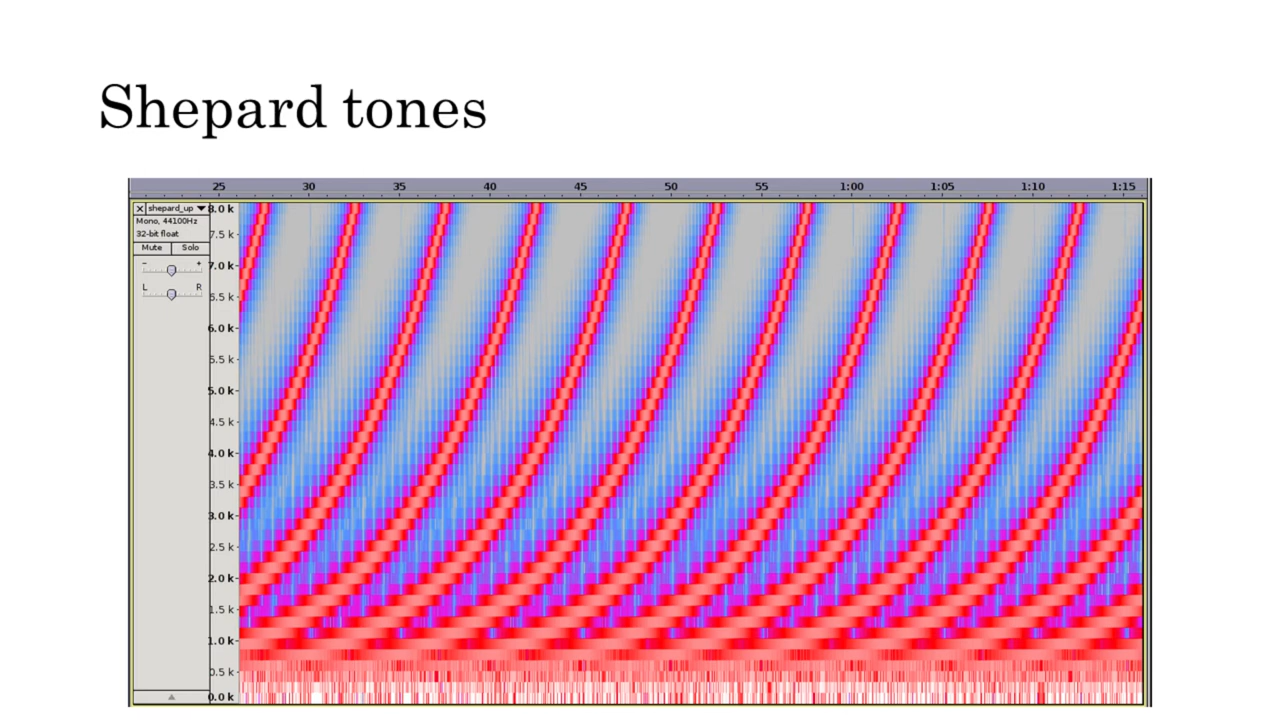 Shepard tones
25 30 35 40 45 50 55 1:00 1:05 1:10 1:15
shepard_up
Mono, 44100Hz
32-bit float
Mute Solo
- +
L R
8.0 k
7.5 k
7.0 k
6.5 k
6.0 k
5.5 k
5.0 k
4.5 k
4.0 k
3.5 k
3.0 k
2.5 k
2.0 k
1.5 k
1.0 k
0.5 k
0.0 k